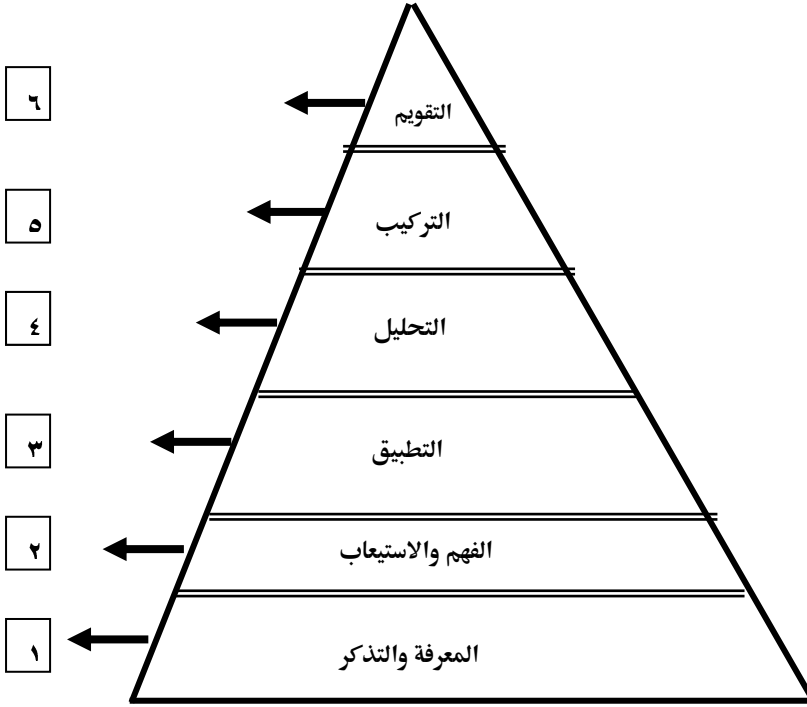 التقويم
٦
التركيب
٥
التحليل
٤
التطبيق
٣
الفهم والاستيعاب
٢
المعرفة والتذكر
١